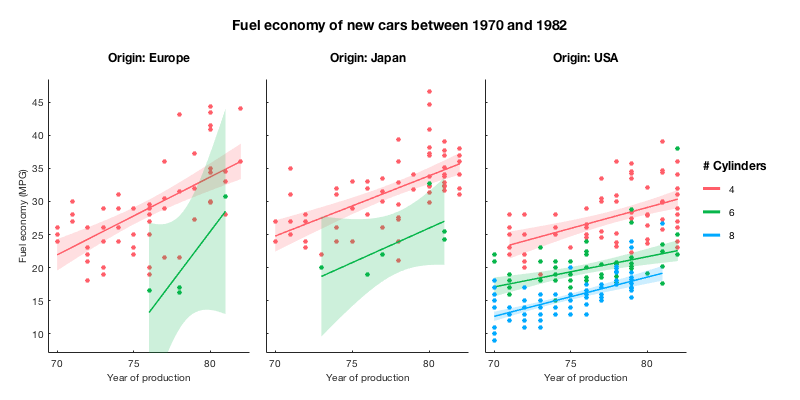 Fuel economy of new cars between 1970 and 1982
Origin: Europe
Origin: Japan
Origin: USA
Fuel economy (MPG)
45
40
35
30
25
20
15
10
70
75
80
Year of production
70
75
80
Year of production
70
75
80
Year of production
# Cylinders
4
6
8